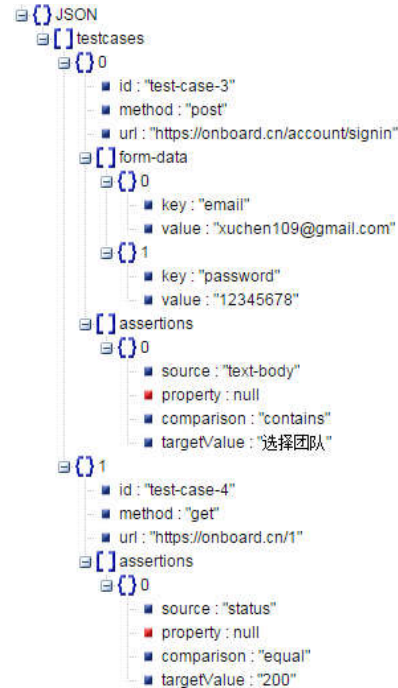 {} JSON
[] testcases
{} 0
id : "test-case-3"
method : "post"
url : "https://onboard.cn/account/signin"
[] form-data
{} 0
key : "email"
value : "xuchen109@gmail.com"
{} 1
key : "password"
value : "12345678"
[] assertions
{} 0
source : "text-body"
property : null
comparison : "contains"
targetValue : "选择团队"
{} 1
id : "test-case-4"
method : "get"
url : "https://onboard.cn/1"
[] assertions
{} 0
source : "status"
property : null
comparison : "equal"
targetValue : "200"